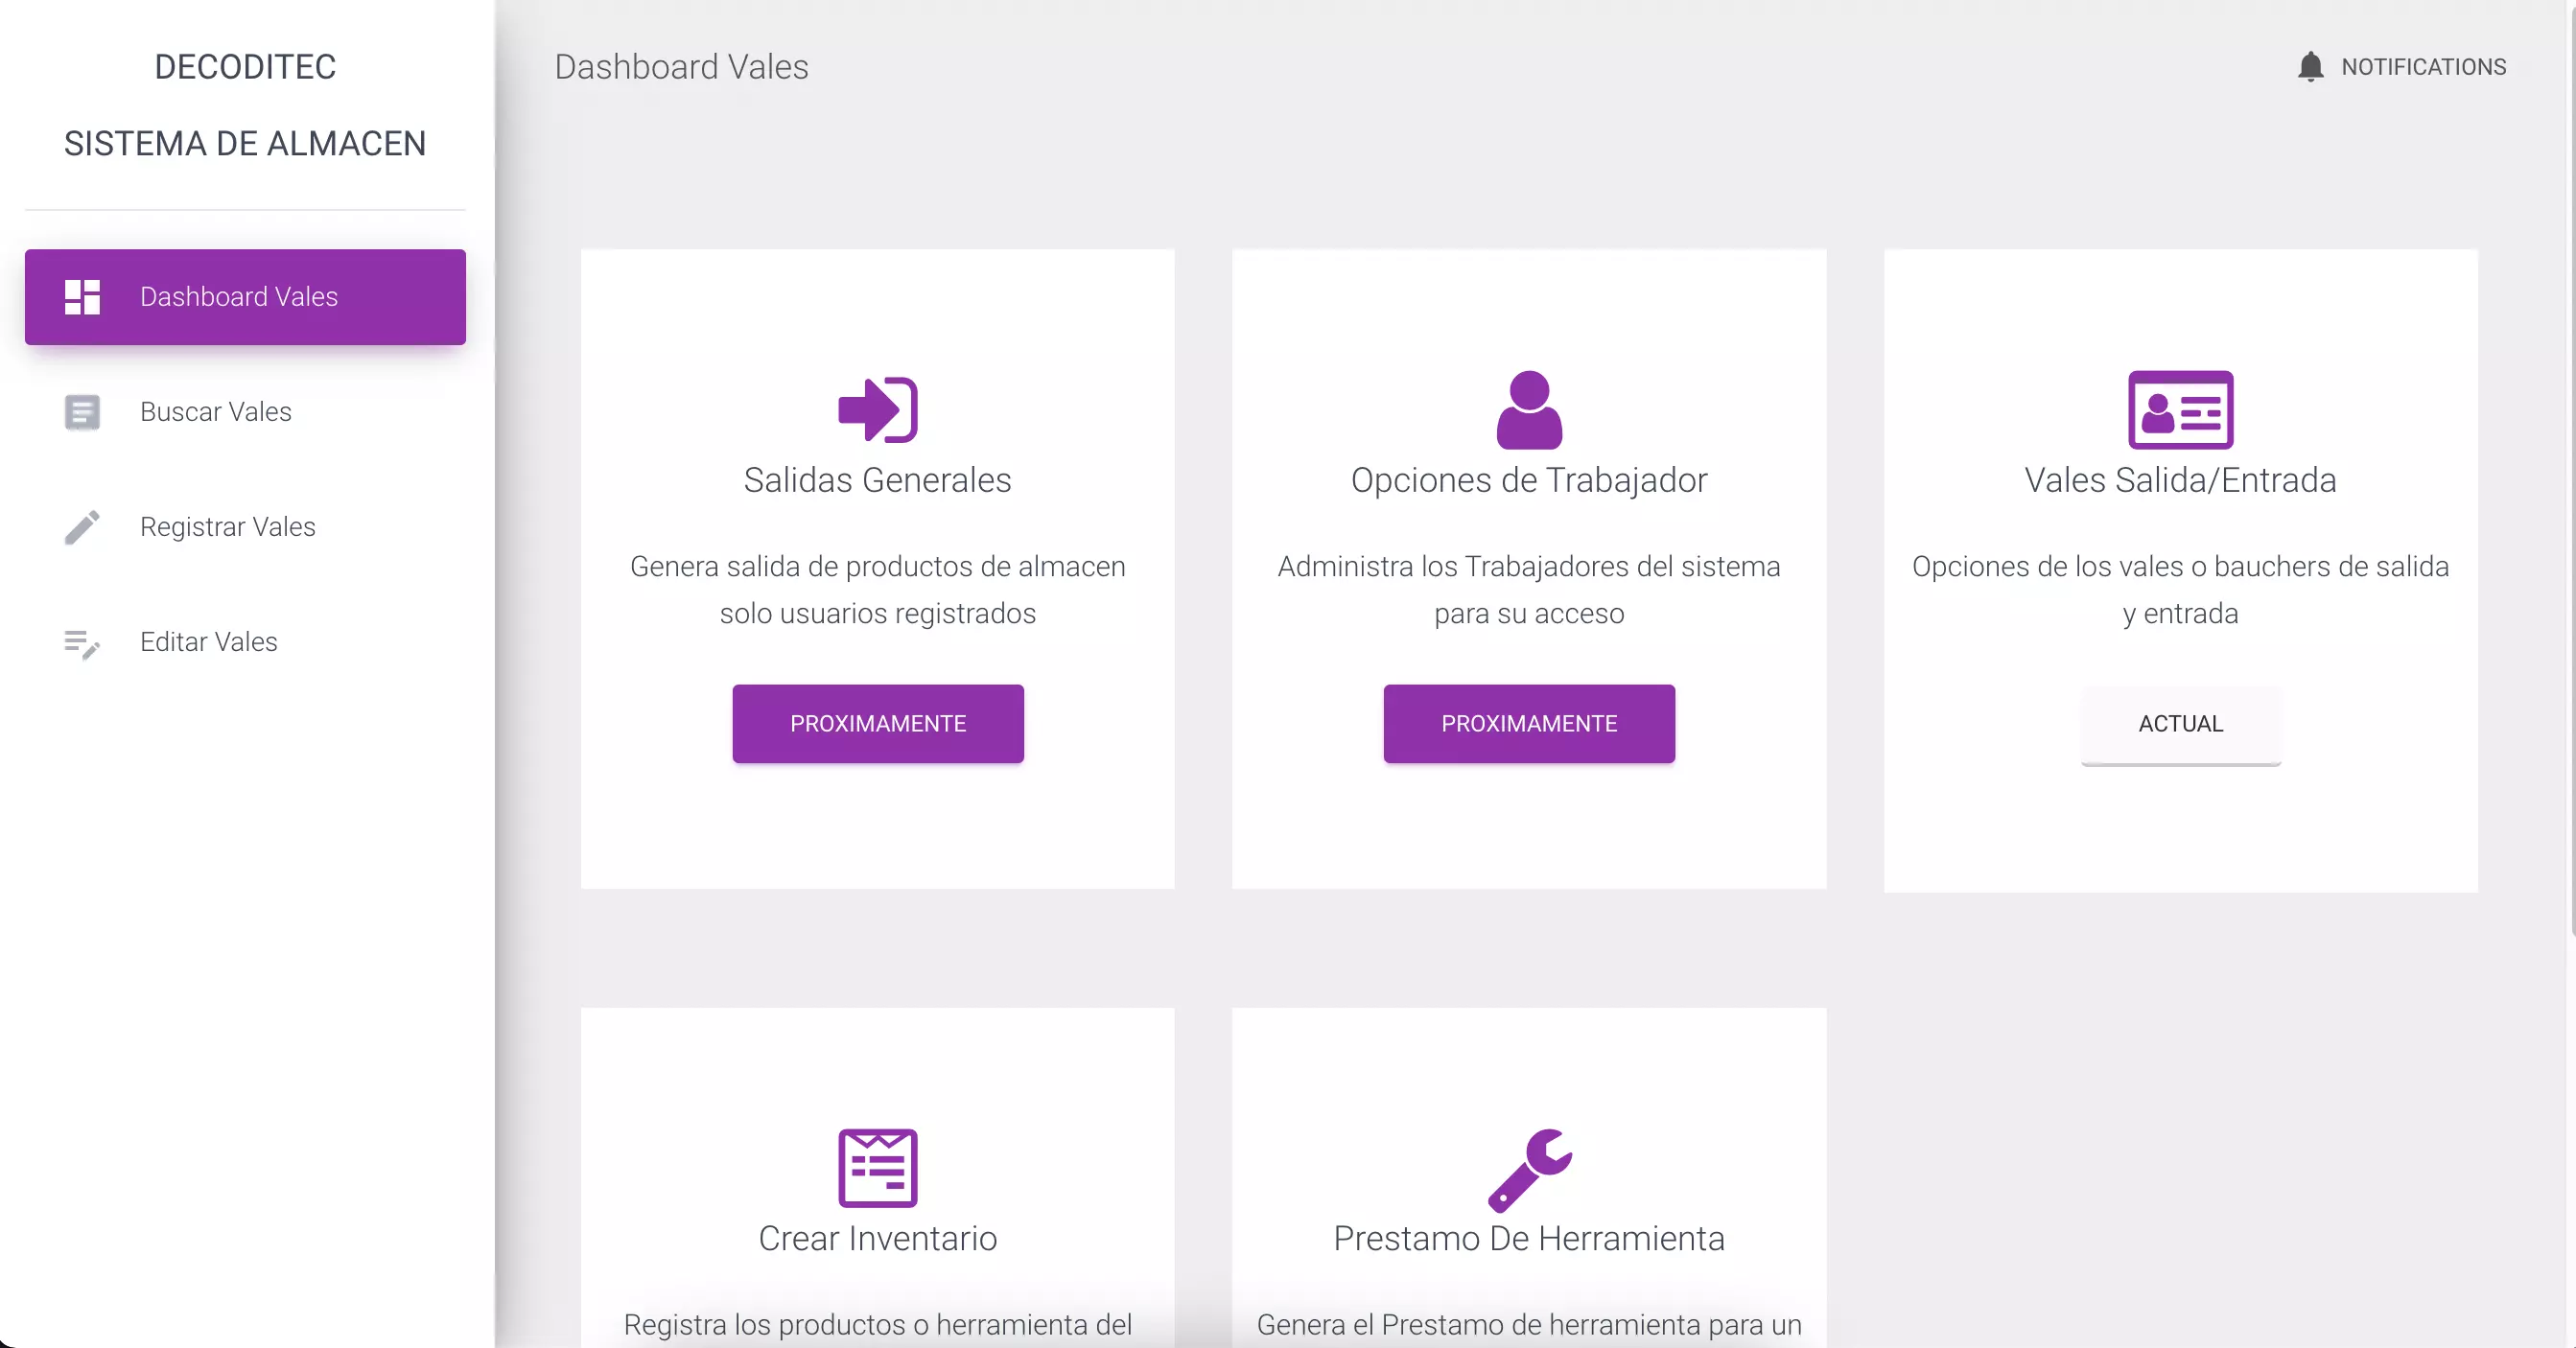 DECODITEC
SISTEMA DE ALMACEN
Dashboard Vales
Buscar Vales
Registrar Vales
Editar Vales
Dashboard Vales
NOTIFICATIONS
Salidas Generales
Genera salida de productos de almacen
solo usuarios registrados
PROXIMAMENTE
Opciones de Trabajador
Administra los Trabajadores del sistema
para su acceso
PROXIMAMENTE
Vales Salida/Entrada
Opciones de los vales o bauchers de salida
y entrada
ACTUAL
Crear Inventario
Registra los productos o herramienta del
Prestamo De Herramienta
Genera el Prestamo de herramienta para un